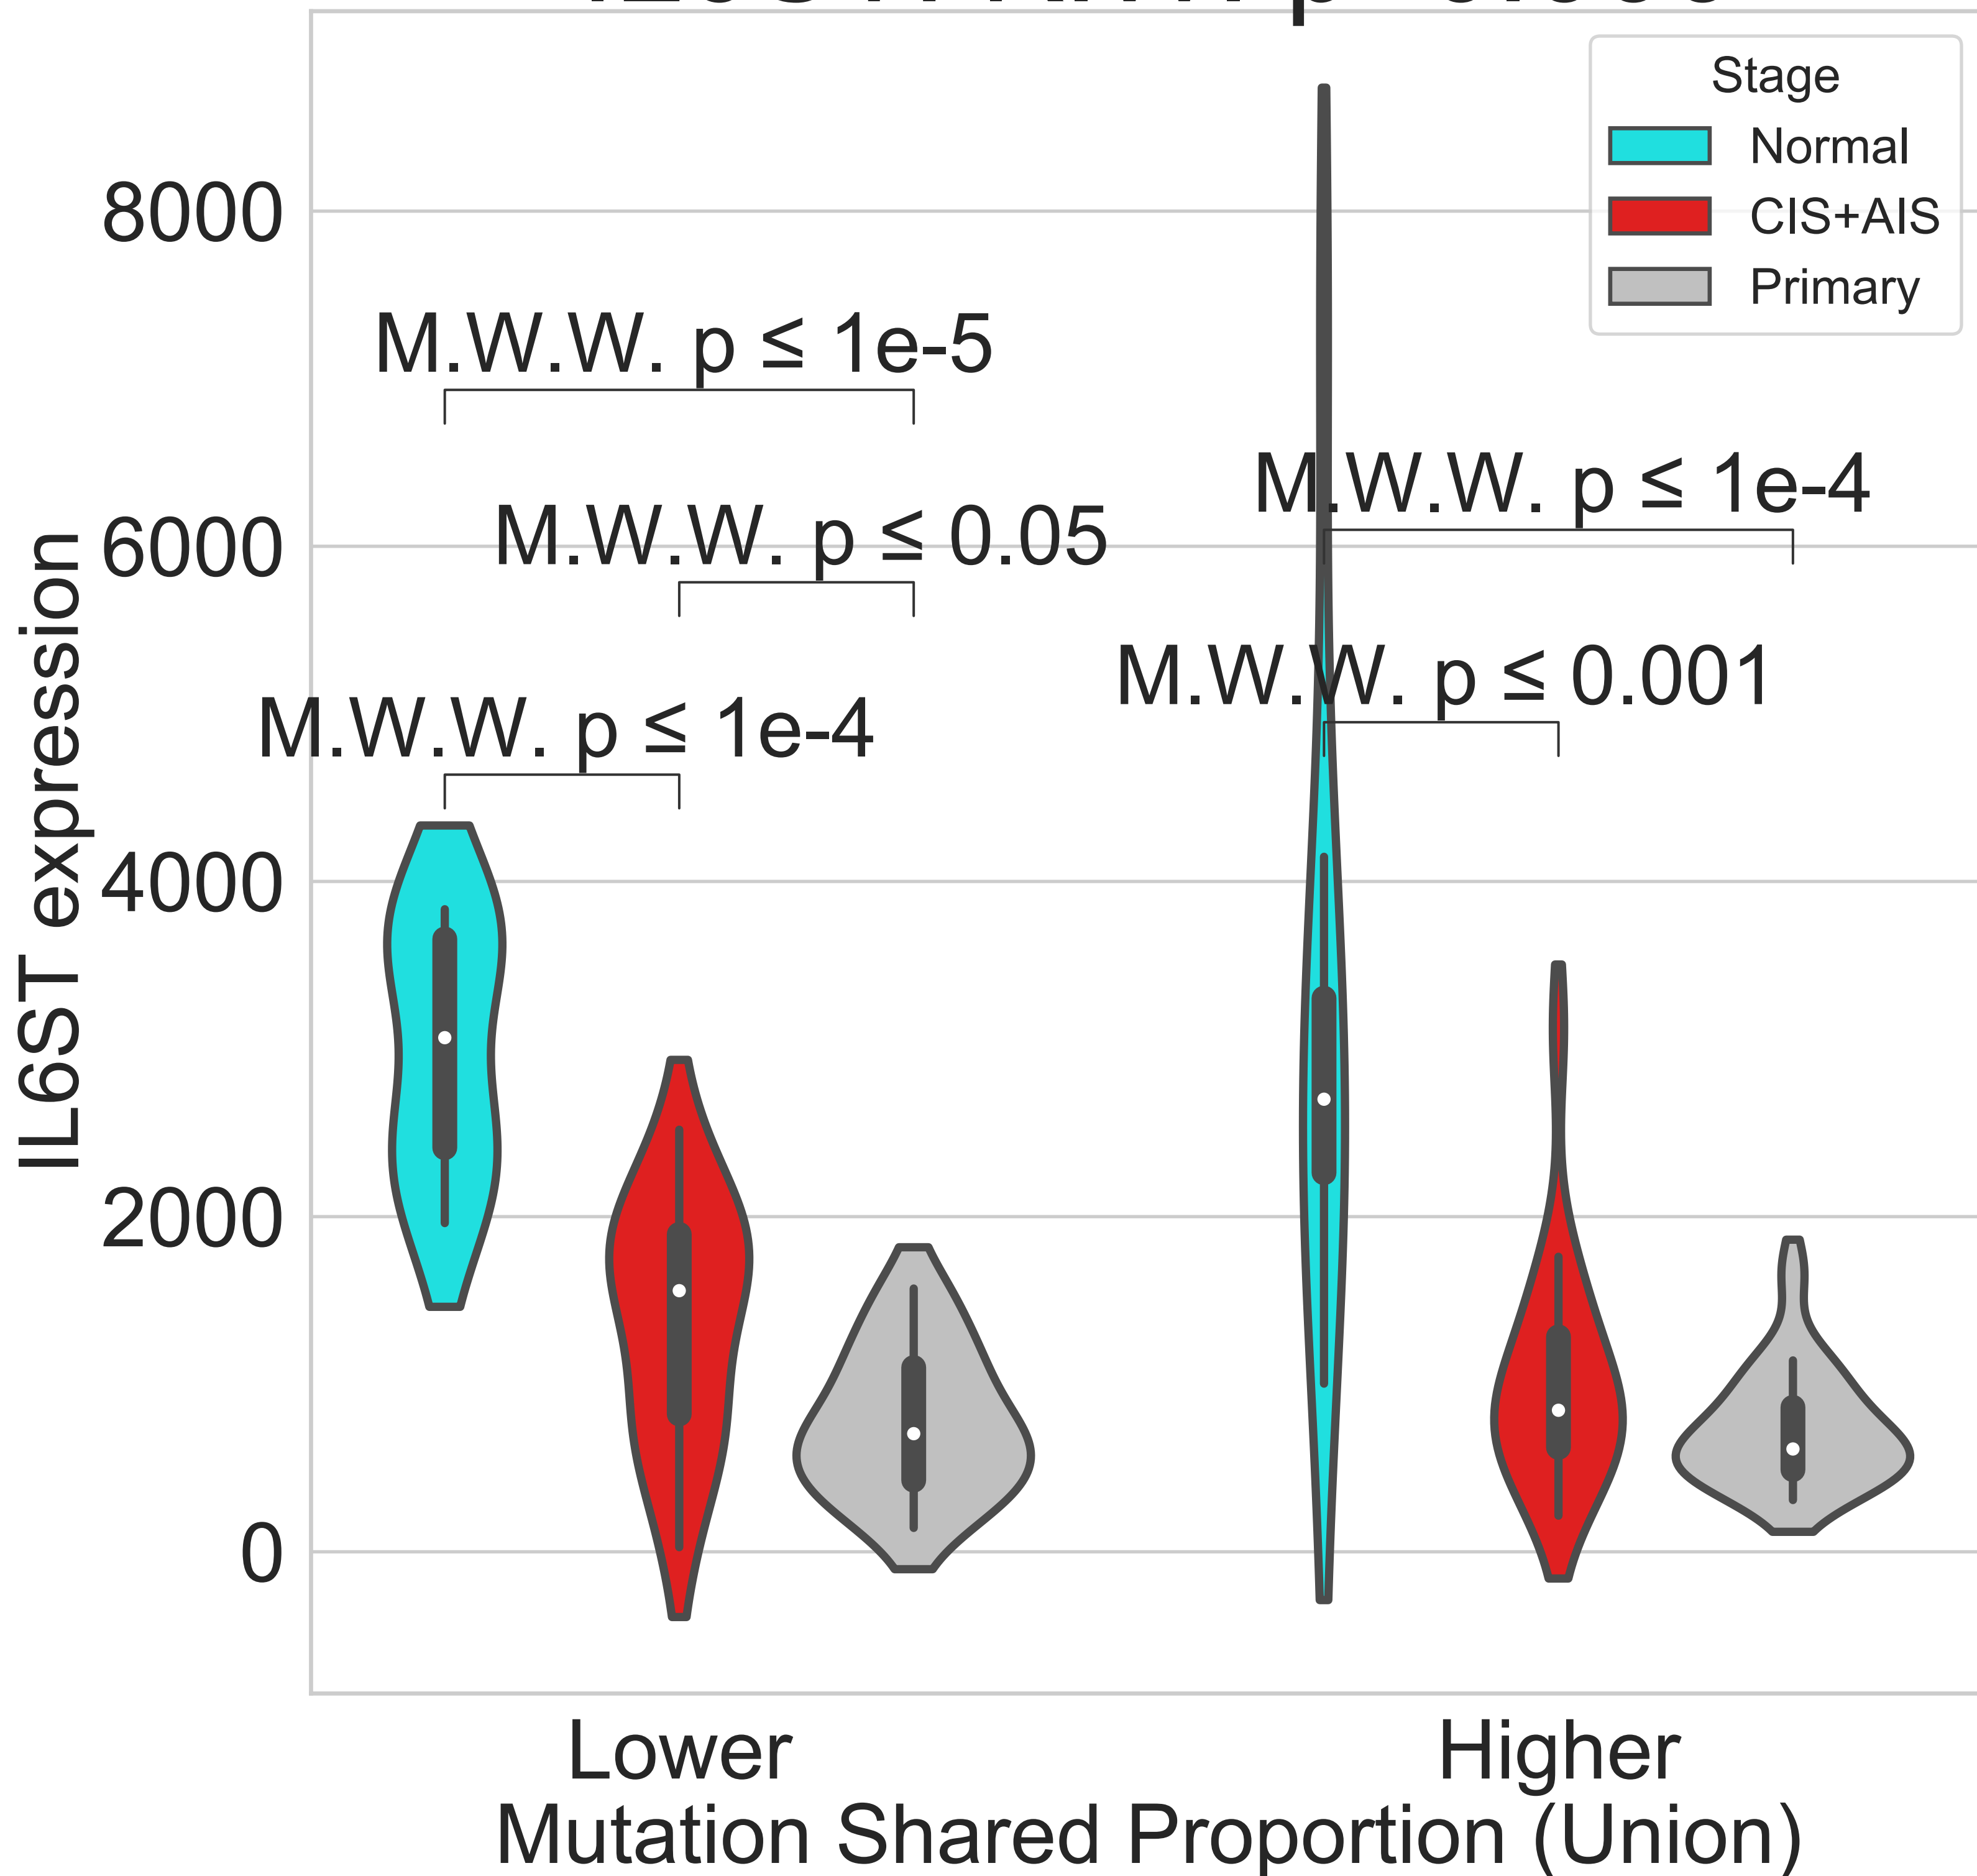 Stage
Normal
CIS+AIS
Primary
8000
6000
4000
2000
0
IL6ST expression
M.W.W. p ≤ 1e-5
M.W.W. p ≤ 0.05
M.W.W. p ≤ 1e-4
M.W.W. p ≤ 1e-4
M.W.W. p ≤ 0.001
Lower
Higher
Mutation Shared Proportion (Union)